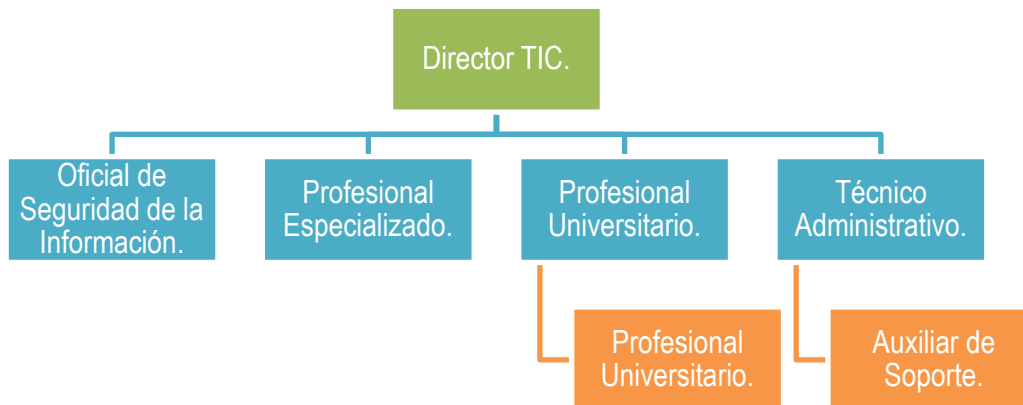 Director TIC.
Oficial de
Seguridad de la
Información.
Profesional
Especializado.
Profesional
Universitario.
Técnico
Administrativo.
Profesional
Universitario.
Auxiliar de
Soporte.